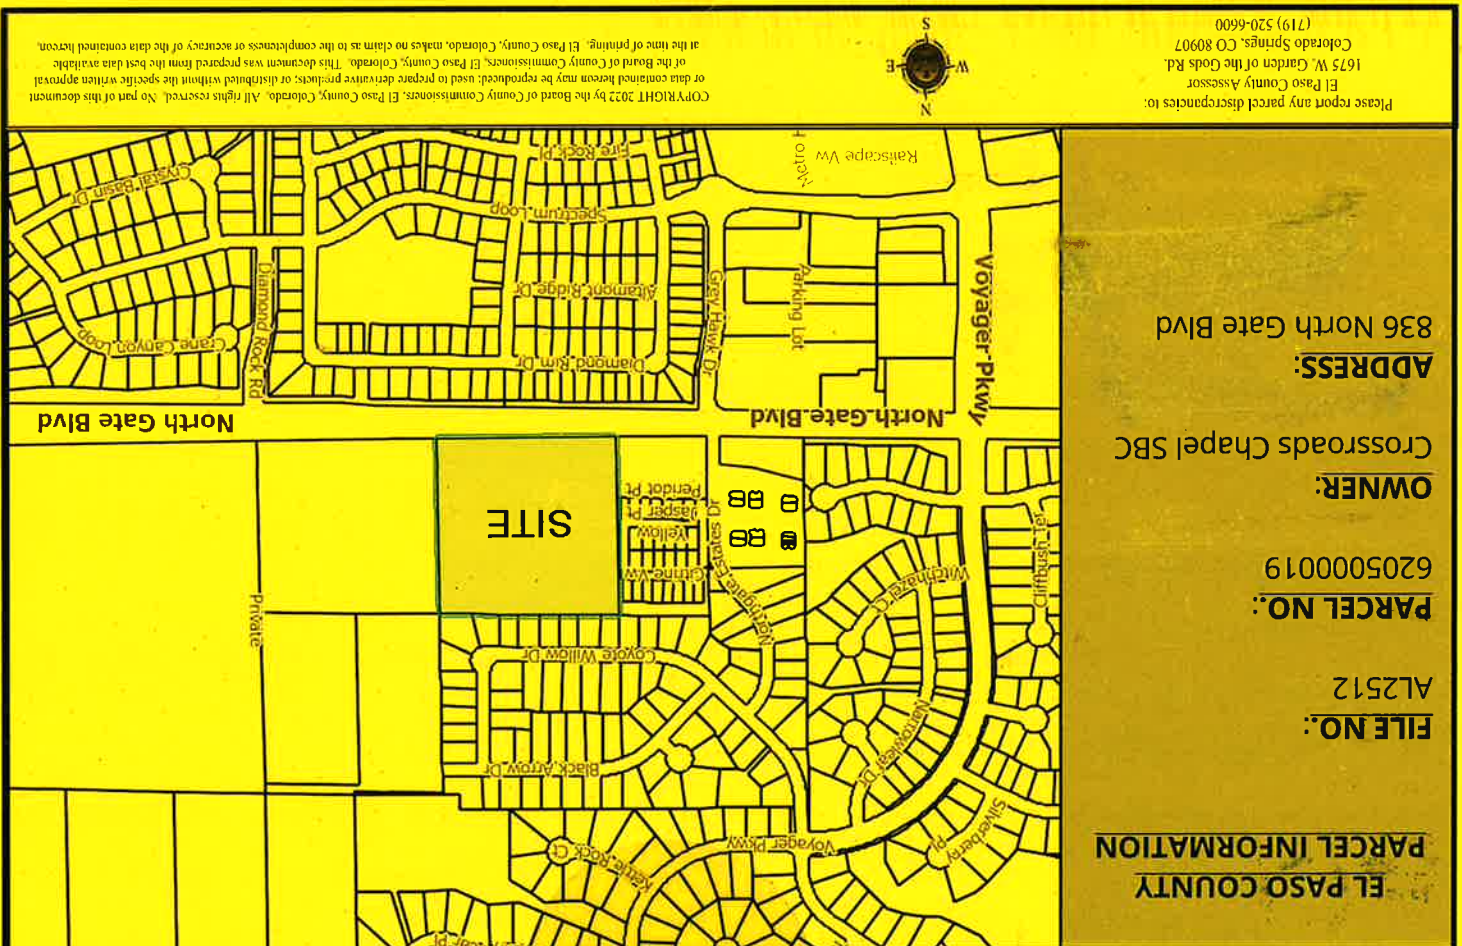 EL PASO COUNTY
PARCEL INFORMATION
FILE NO.:
AL2512
PARCEL NO.:
6205000019
OWNER:
Crossroads Chapel SBC
ADDRESS:
836 North Gate Blvd
Kettle Rock Ct
Voyager Pkwy
Silverberry Pl
Black Arrow Dr
Narrowleaf Dr
Coyote Willow Dr
Private
Northgate Estates Dr
Witchhazel Ct
Cliffbush Ter
Citrine Vw
Yellow
Jasper Pt
Peridot Pt
SITE
North Gate Blvd
North Gate Blvd
Voyager Pkwy
Diamond Rim Dr
Grey Hawk Dr
Parking Lot
Diamond Rock Rd
Crane Canyon Loop
Altamont Ridge Dr
Spectrum Loop
Crystal Basin Dr
Fire Rock Pl
Railscape Vw
Metro H
Please report any parcel discrepancies to:
El Paso County Assessor
1675 W. Garden of the Gods Rd.
Colorado Springs, CO 80907
(719) 520-6600
N
W
E
S
COPYRIGHT 2022 by the Board of County Commissioners, El Paso County, Colorado. All rights reserved. No part of this document
or data contained hereon may be reproduced; used to prepare derivative products; or distributed without the specific written approval
of the Board of County Commissioners, El Paso County, Colorado. This document was prepared from the best data available
at the time of printing. El Paso County, Colorado, makes no claim as to the completeness or accuracy of the data contained hereon.